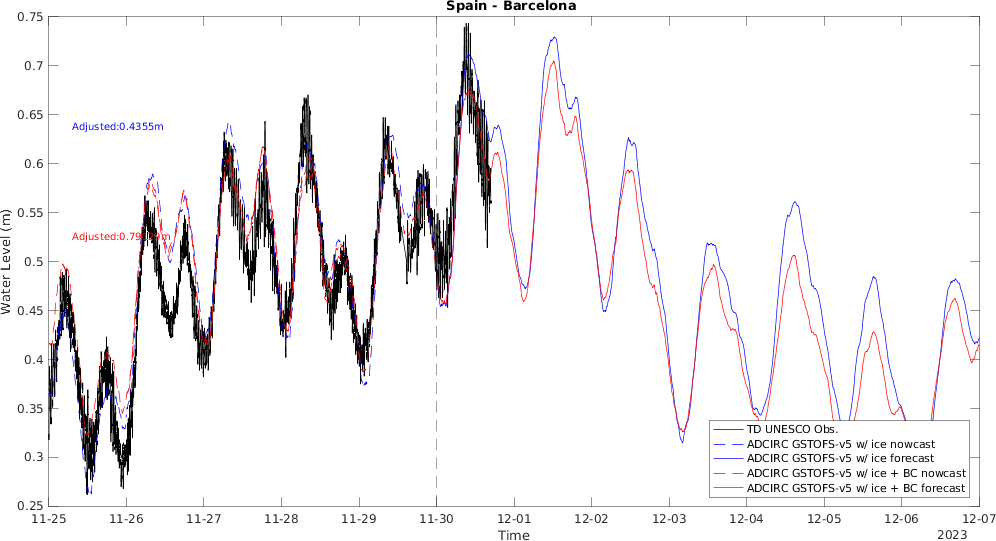 Spain - Barcelona
0.75
0.7
0.65
0.6
0.55
0.5
0.45
0.4
0.35
0.3
0.25
Water Level (m)
Adjusted:0.4355m
TD UNESCO Obs.
ADCIRC GSTOFS-v5 w/ ice nowcast
ADCIRC GSTOFS-v5 w/ ice forecast
ADCIRC GSTOFS-v5 w/ ice + BC nowcast
ADCIRC GSTOFS-v5 w/ ice + BC forecast
11-25 11-26 11-27 11-28 11-29 11-30 12-01 12-02 12-03 12-04 12-05 12-06 12-07
Time
2023